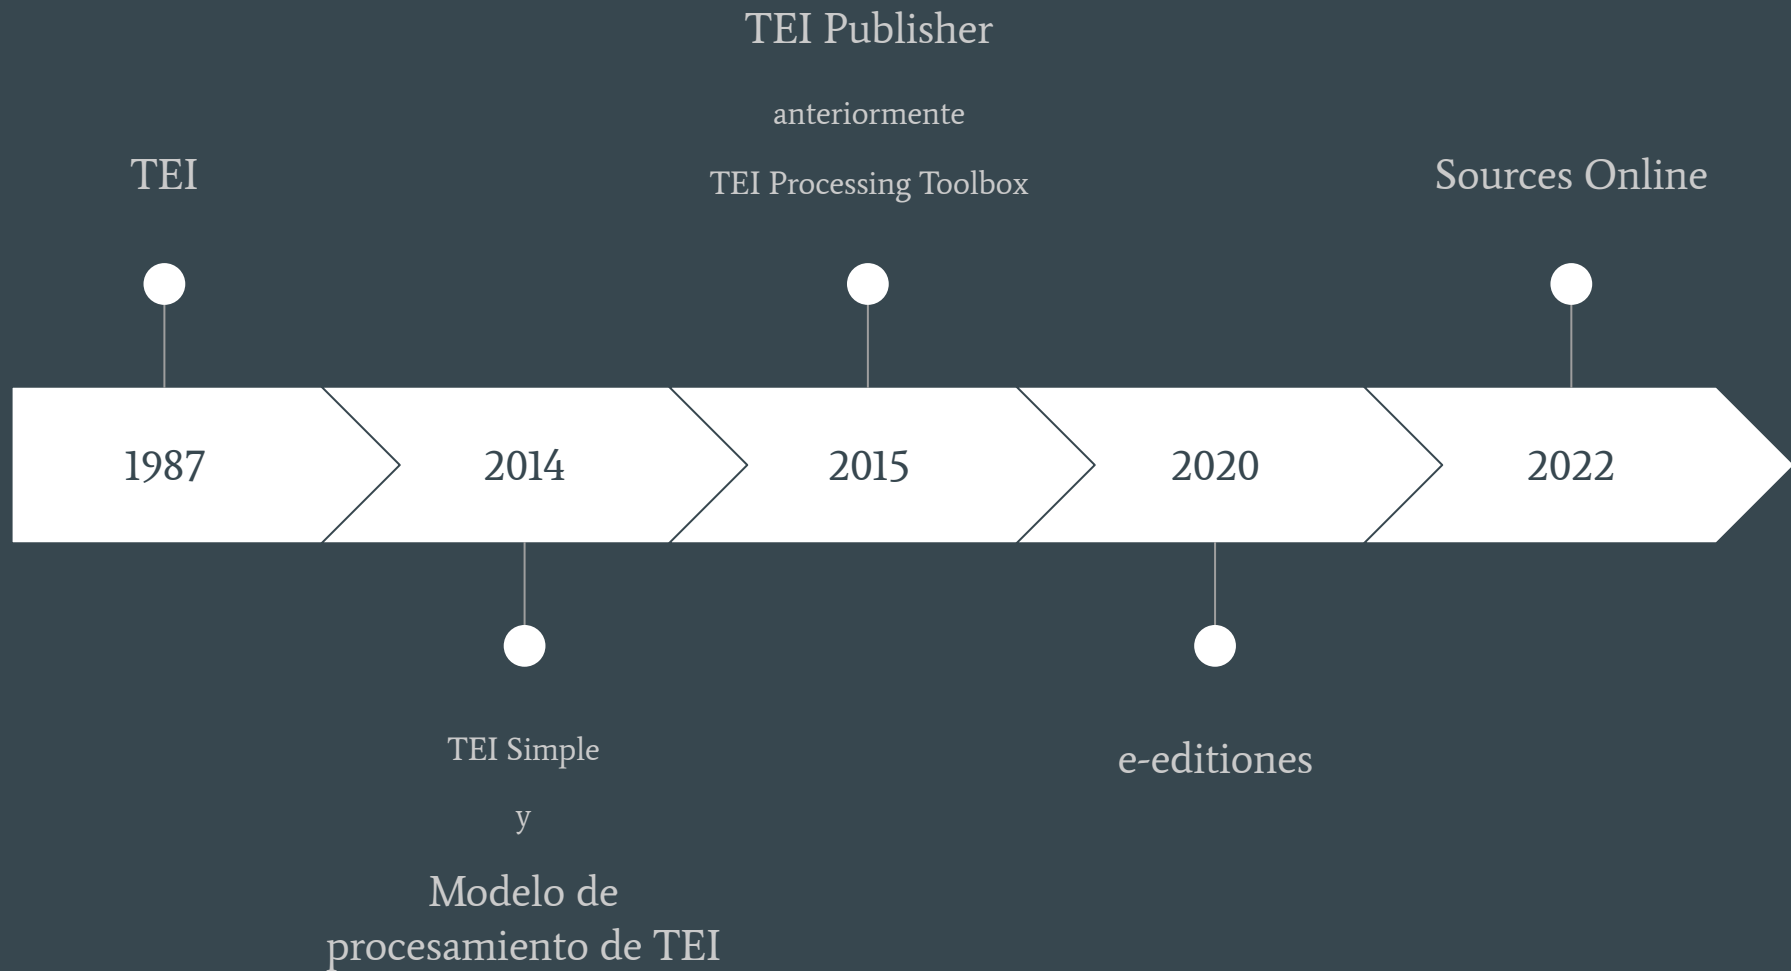 TEI Publisher
anteriormente
TEI Processing Toolbox
TEI
Sources Online
1987
2014
2015
2020
2022
TEI Simple
y
Modelo de
procesamiento de TEI
e-editiones